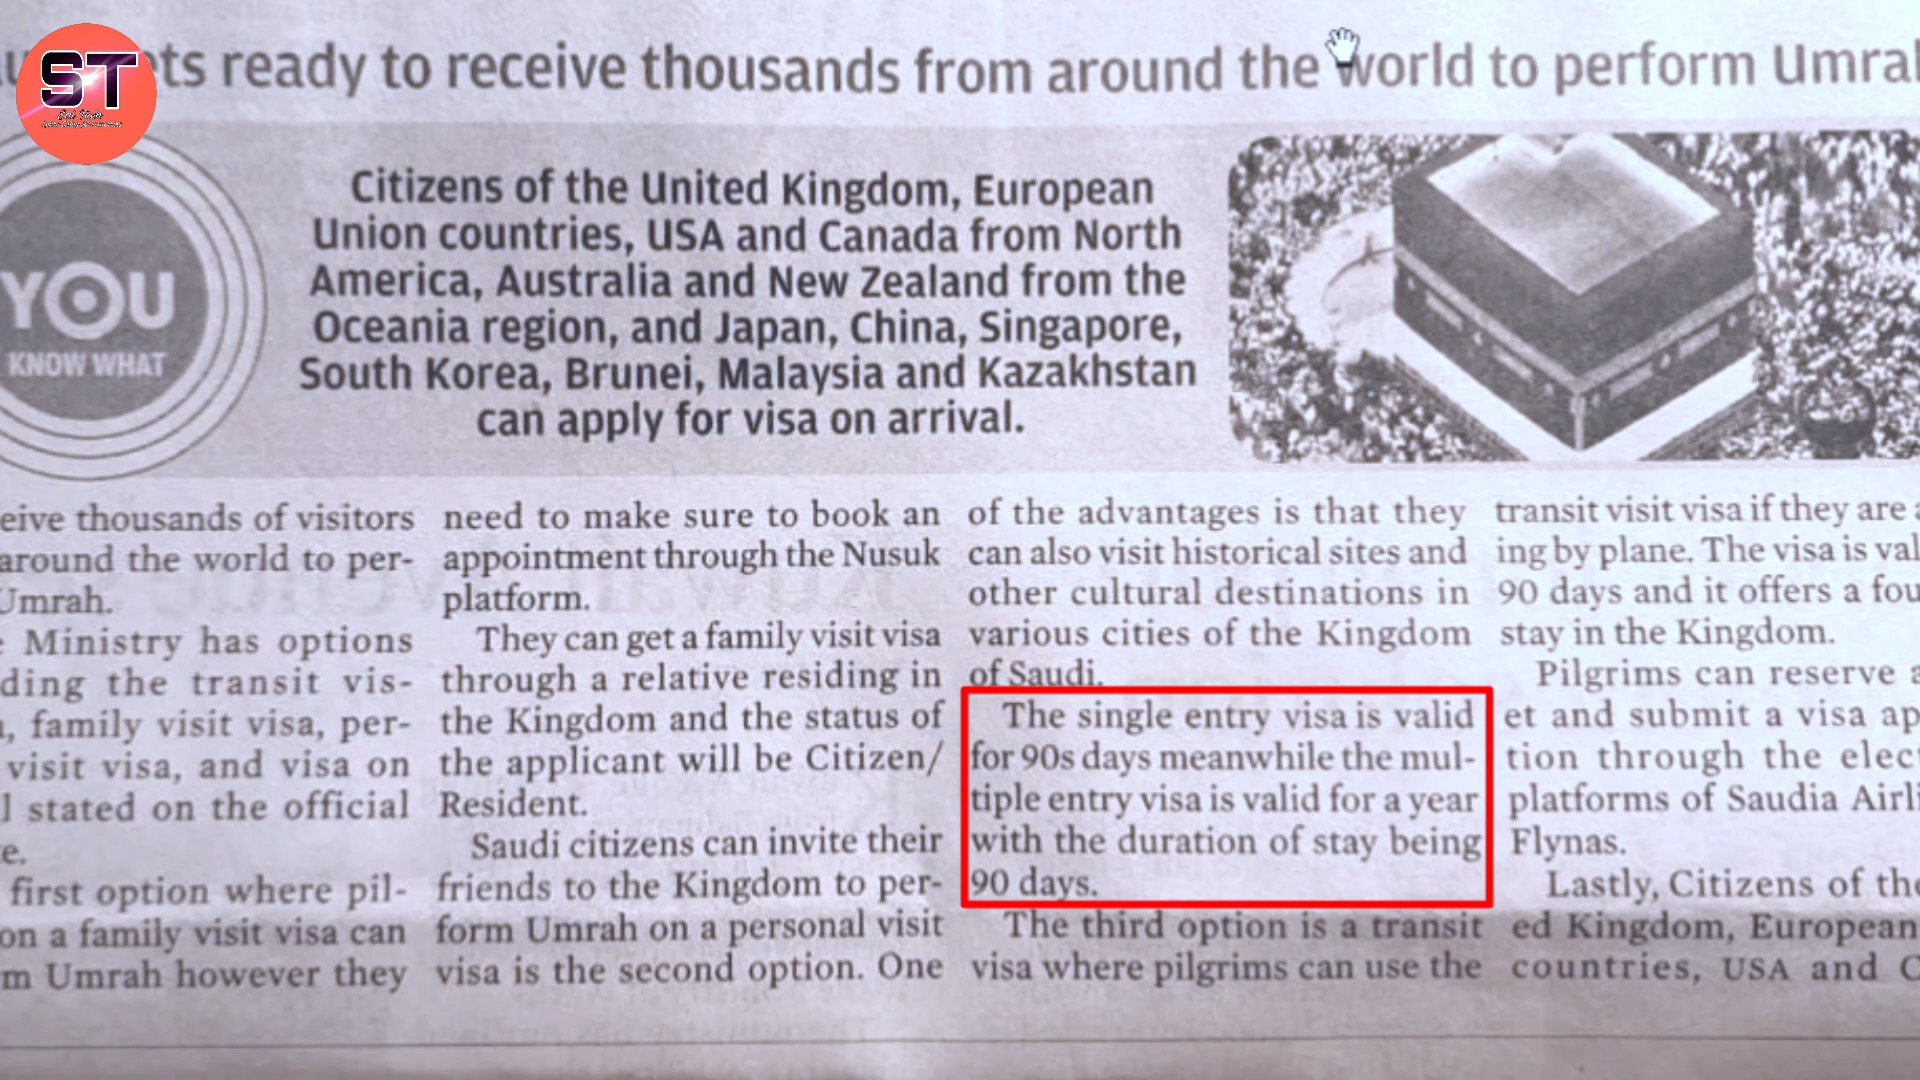 ST
ts ready to receive thousands from around the world to perform Umrah
YOU
KNOW WHAT
Citizens of the United Kingdom, European
Union countries, USA and Canada from North
America, Australia and New Zealand from the
Oceania region, and Japan, China, Singapore,
South Korea, Brunei, Malaysia and Kazakhstan
can apply for visa on arrival.
eive thousands of visitors
around the world to per-
Umrah.
Ministry has options
ding the transit vis-
, family visit visa, per-
visit visa, and visa on
l stated on the official
e.
first option where pil-
on a family visit visa can
m Umrah however they
need to make sure to book an
appointment through the Nusuk
platform.
They can get a family visit visa
through a relative residing in
the Kingdom and the status of
the applicant will be Citizen/
Resident.
Saudi citizens can invite their
friends to the Kingdom to per-
form Umrah on a personal visit
visa is the second option. One
of the advantages is that they
can also visit historical sites and
other cultural destinations in
various cities of the Kingdom
of Saudi.
The single entry visa is valid
for 90s days meanwhile the mul-
tiple entry visa is valid for a year
with the duration of stay being
90 days.
The third option is a transit
visa where pilgrims can use the
transit visit visa if they are
ing by plane. The visa is val
90 days and it offers a fou
stay in the Kingdom.
Pilgrims can reserve a
et and submit a visa ap
tion through the elec
platforms of Saudia Airli
Flynas.
Lastly, Citizens of the
ed Kingdom, European
countries, USA and C